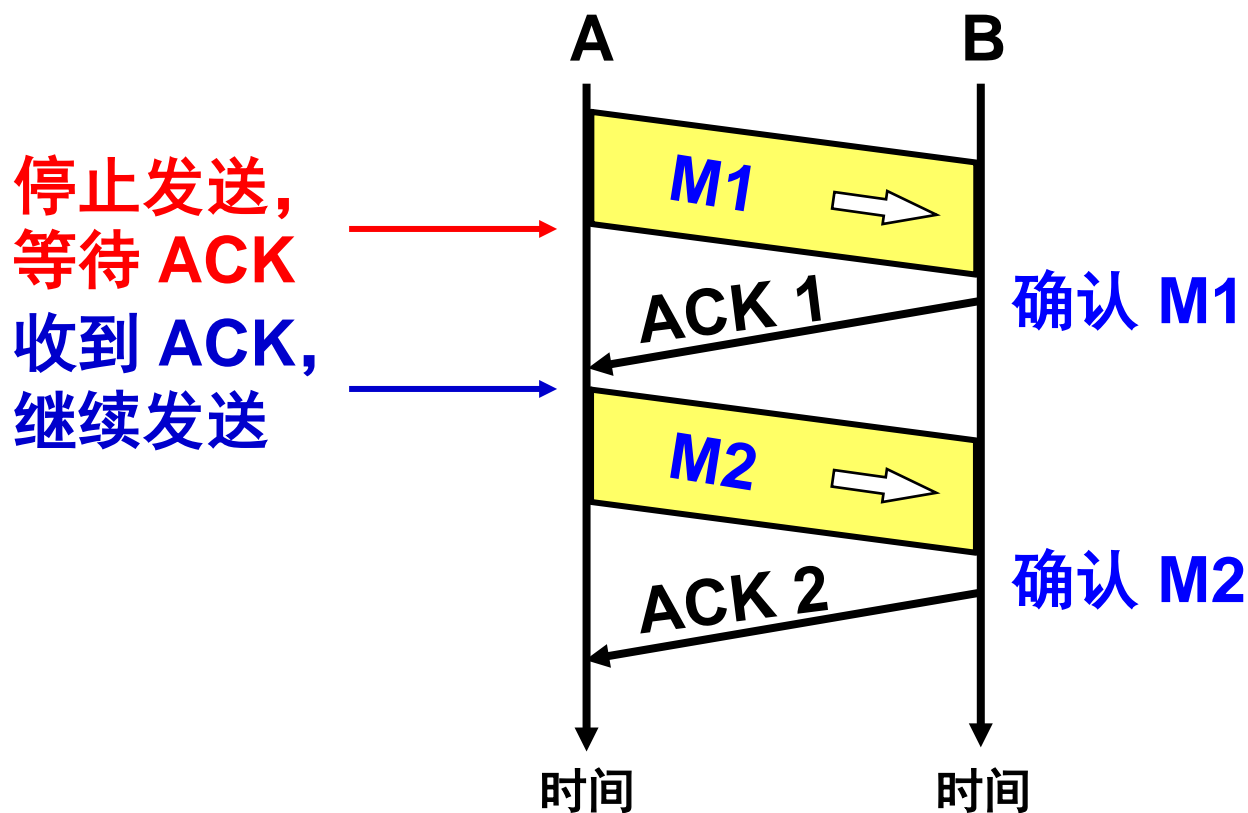 A
B
停止发送,
等待 ACK
收到 ACK,
继续发送
M1
ACK 1
确认 M1
M2
ACK 2
确认 M2
时间
时间